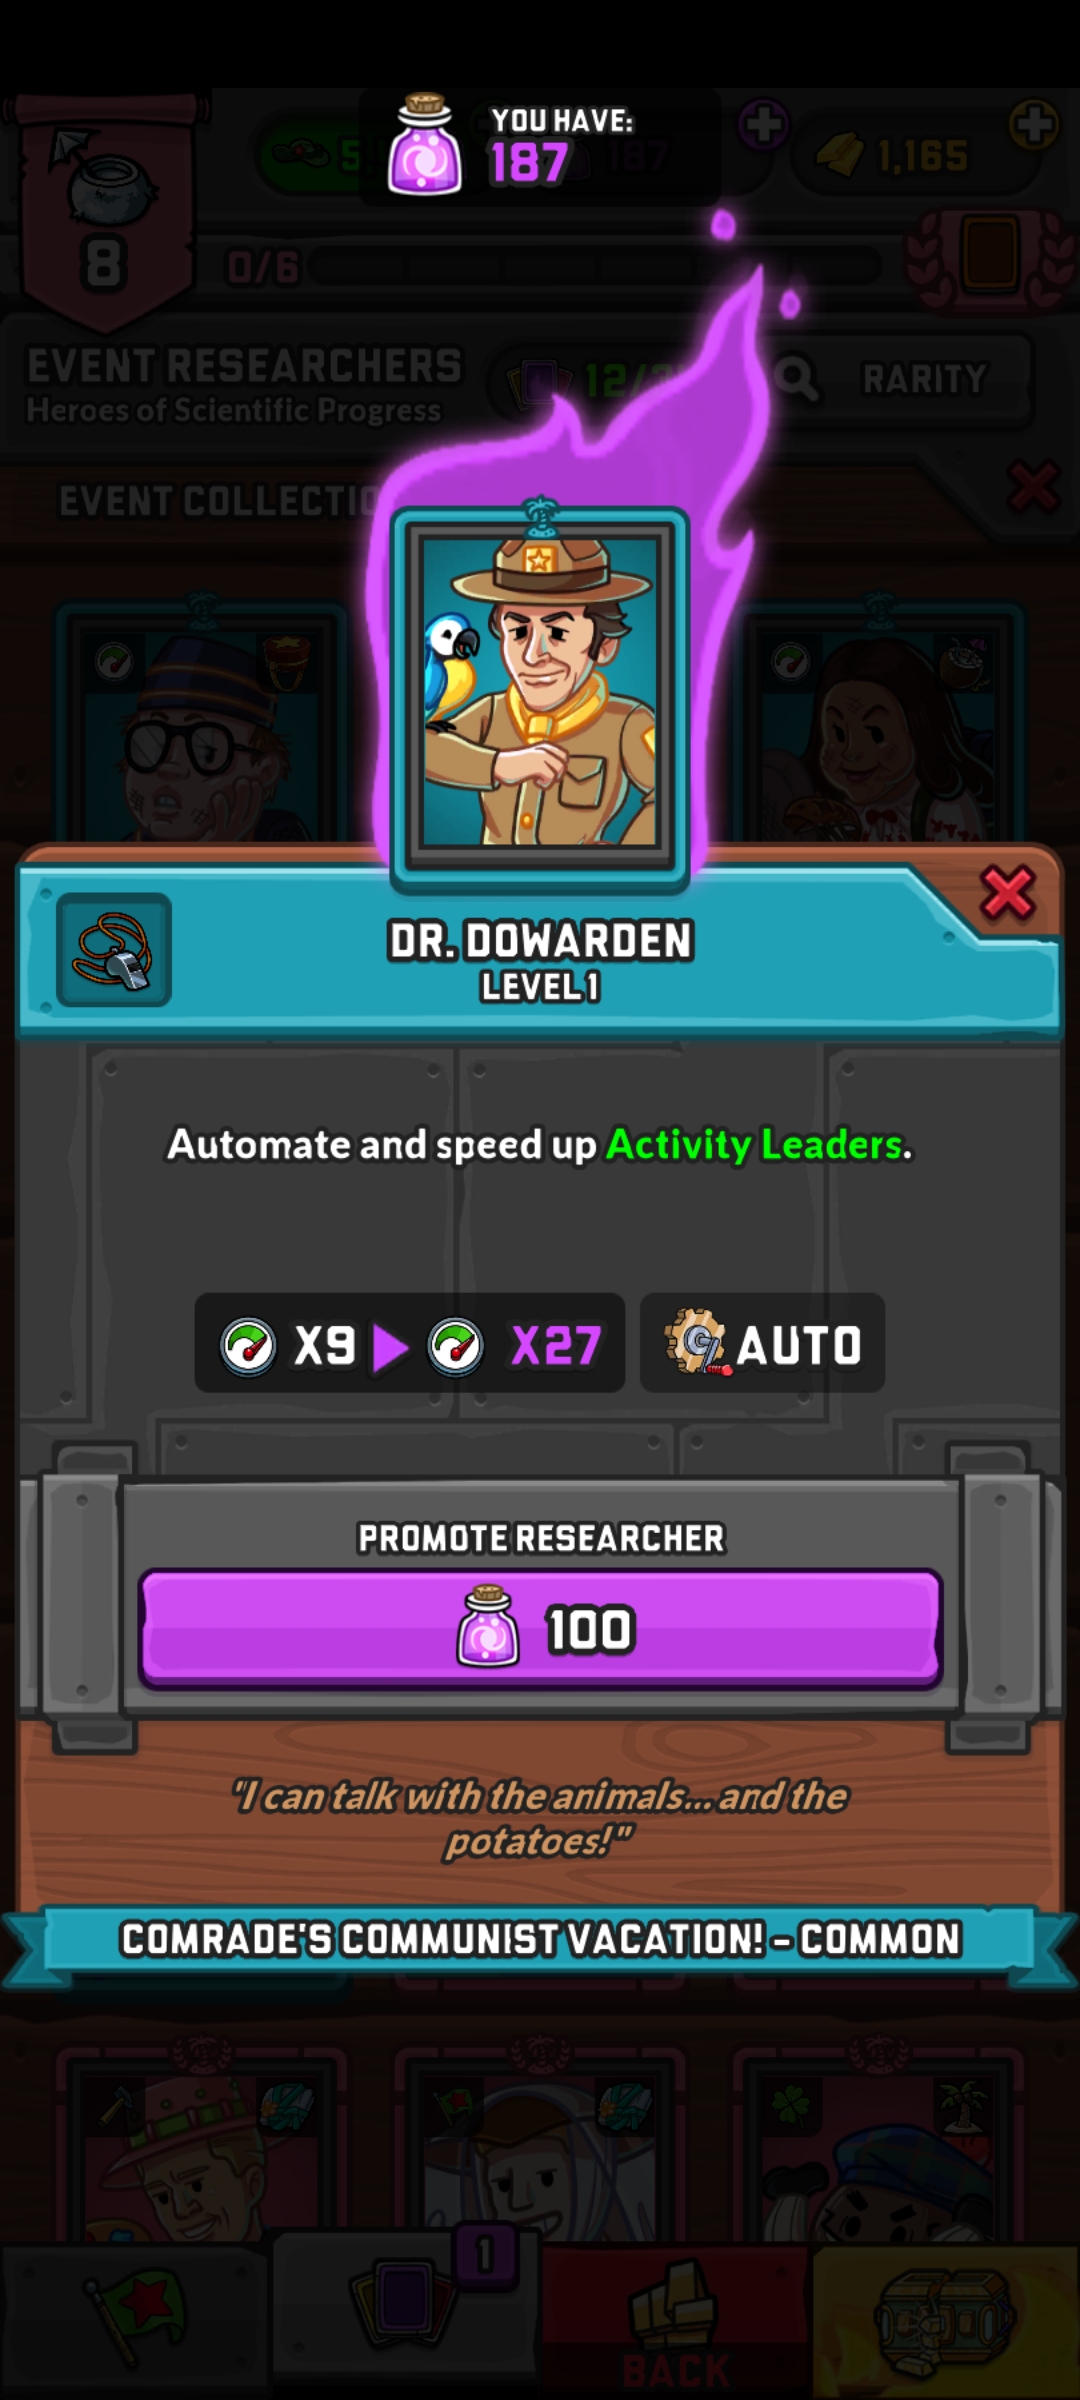 YOU HAVE:
187
187
1,165
8
0/6
EVENT RESEARCHERS
Heroes of Scientific Progress
RARITY
DR. DOWARDEN
LEVEL 1
Automate and speed up Activity Leaders.
X9 X27 AUTO
PROMOTE RESEARCHER
100
"I can talk with the animals... and the
potatoes!"
COMRADE'S COMMUNIST VACATION! - COMMON
1
BACK